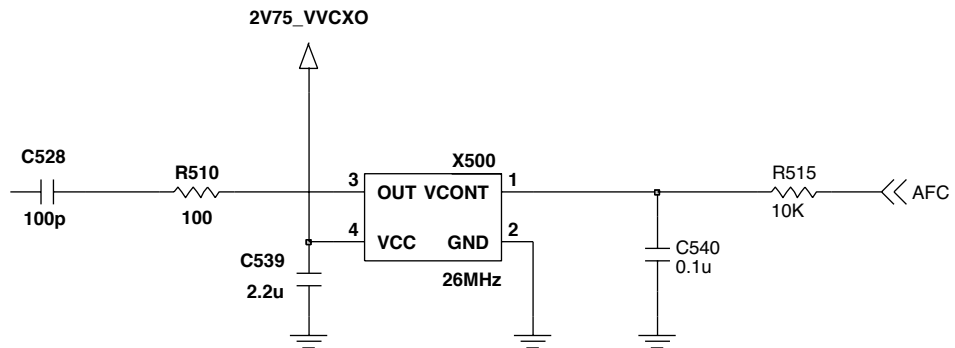 2V75_VVCXO
C528
R510
X500
R515
3
OUT VCONT
1
AFC
100p
100
10K
4
VCC GND
2
C539
2.2u
26MHz
C540
0.1u